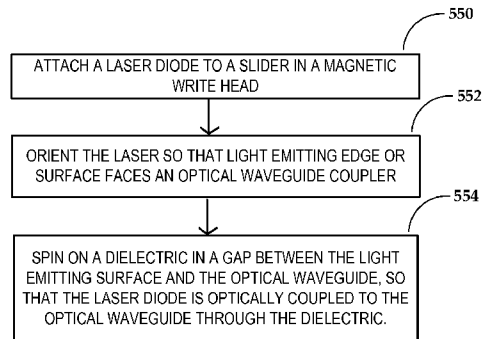 550
ATTACH A LASER DIODE TO A SLIDER IN A MAGNETIC
WRITE HEAD
552
ORIENT THE LASER SO THAT LIGHT EMITTING EDGE OR
SURFACE FACES AN OPTICAL WAVEGUIDE COUPLER
554
SPIN ON A DIELECTRIC IN A GAP BETWEEN THE LIGHT
EMITTING SURFACE AND THE OPTICAL WAVEGUIDE, SO
THAT THE LASER DIODE IS OPTICALLY COUPLED TO THE
OPTICAL WAVEGUIDE THROUGH THE DIELECTRIC.